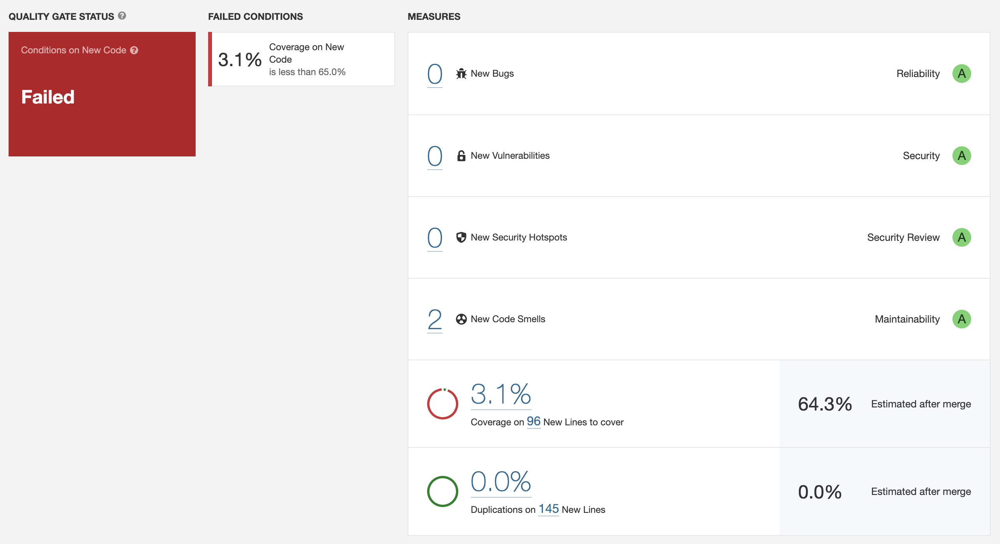 QUALITY GATE STATUS ?
Conditions on New Code ?
Failed
FAILED CONDITIONS
3.1%
Coverage on New
Code
is less than 65.0%
MEASURES
0 New Bugs
Reliability A
0 New Vulnerabilities
Security A
0 New Security Hotspots
Security Review A
2 New Code Smells
Maintainability A
3.1%
Coverage on 96 New Lines to cover
64.3% Estimated after merge
0.0%
Duplications on 145 New Lines
0.0% Estimated after merge